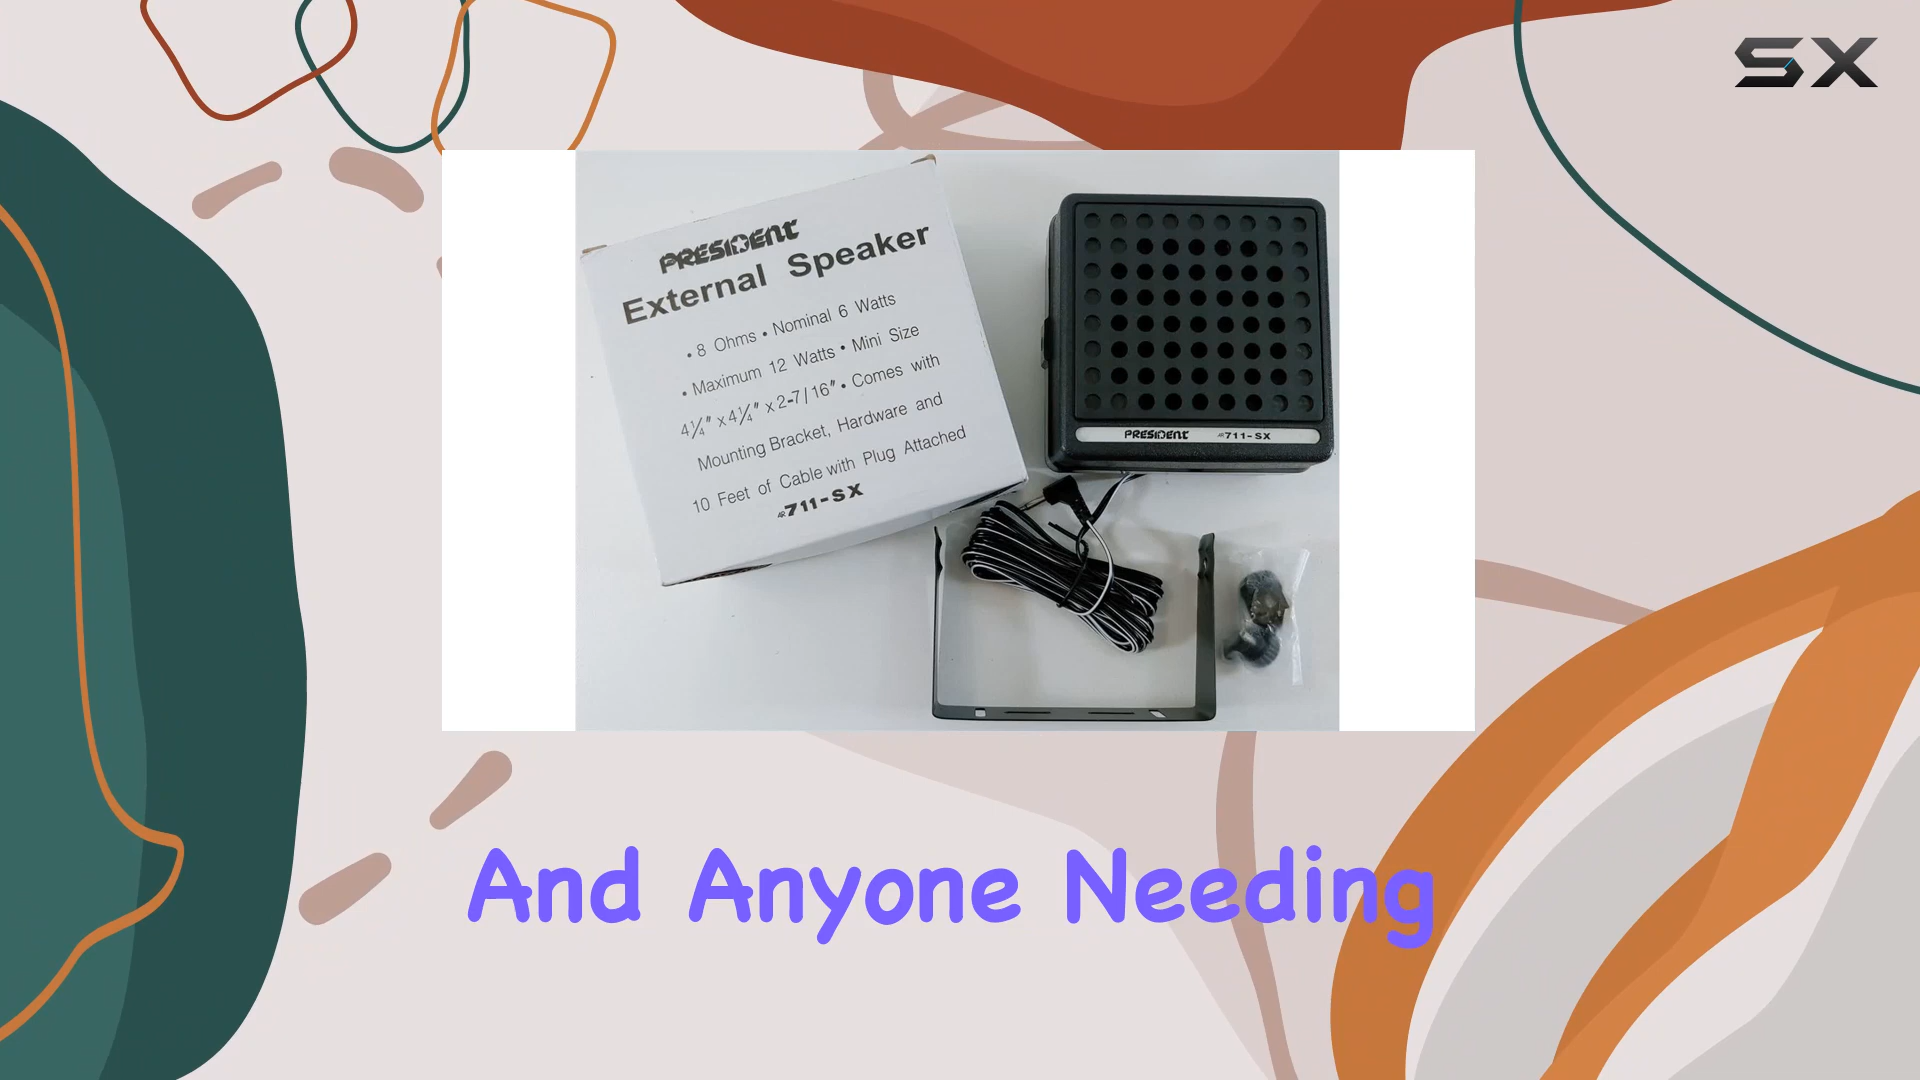 SX
PRESIDENT
External Speaker
• 8 Ohms • Nominal 6 Watts
• Maximum 12 Watts • Mini Size
4¼" x 4¼" x 2-7/16" • Comes with
Mounting Bracket, Hardware and
10 Feet of Cable with Plug Attached
AR 711-SX
PRESIDENT AR 711-SX
And Anyone Needing